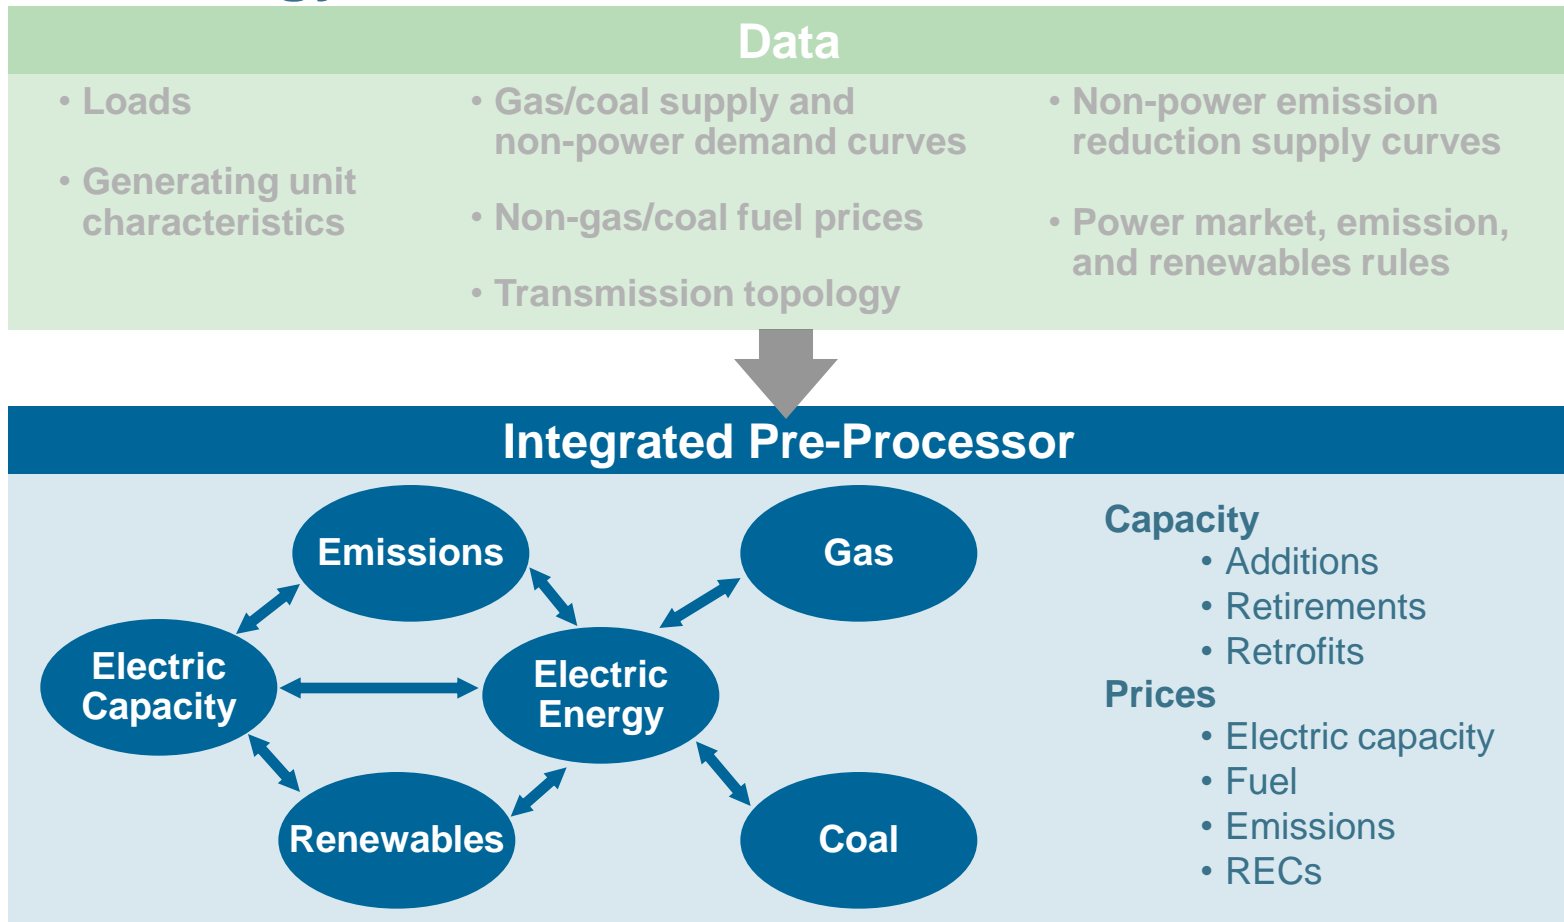 Data
• Loads
• Generating unit
characteristics
• Gas/coal supply and
non-power demand curves
• Non-gas/coal fuel prices
• Transmission topology
• Non-power emission
reduction supply curves
• Power market, emission,
and renewables rules
Integrated Pre-Processor
Emissions
Gas
Electric
Capacity
Electric
Energy
Renewables
Coal
Capacity
• Additions
• Retirements
• Retrofits
Prices
• Electric capacity
• Fuel
• Emissions
• RECs